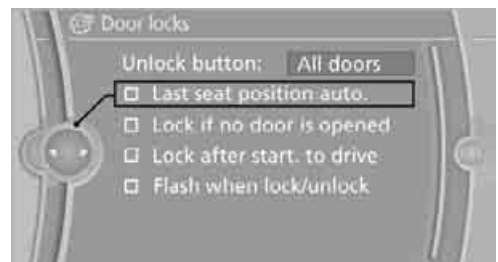 Door locks
Unlock button: All doors
Last seat position auto.
Lock if no door is opened
Lock after start. to drive
Flash when lock/unlock